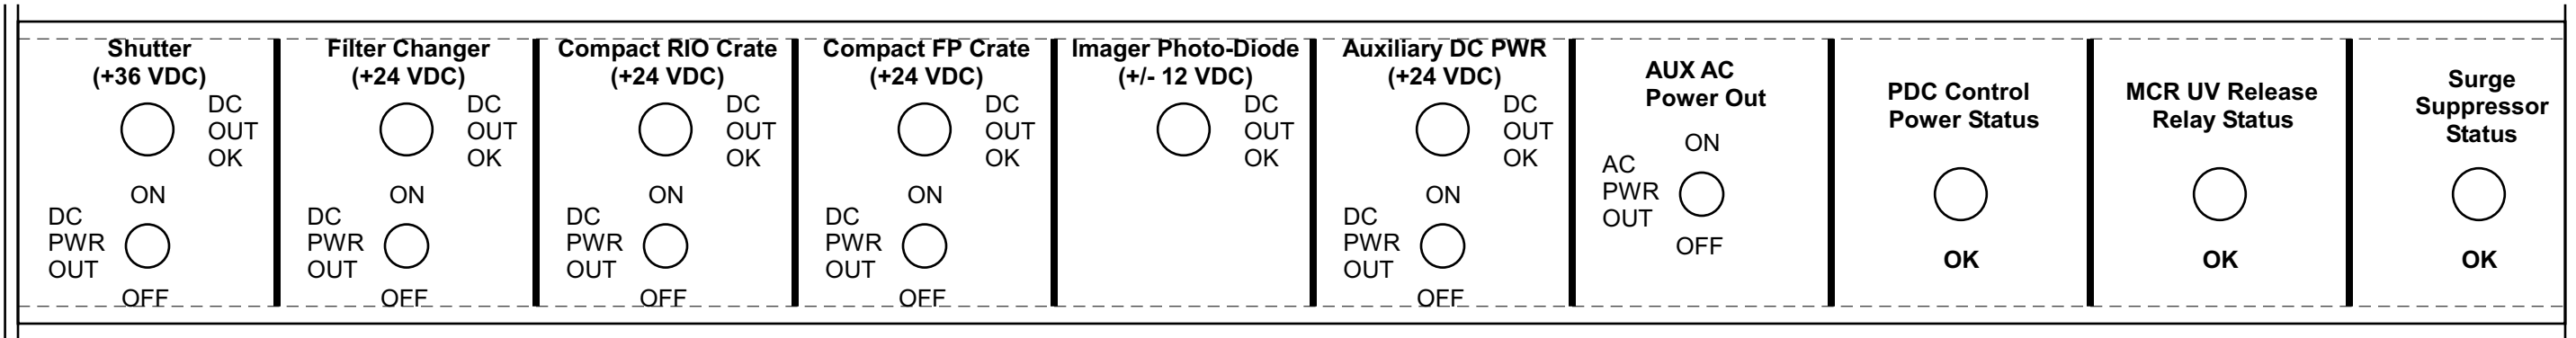 Shutter
(+36 VDC)
DC
OUT
OK
ON
DC
PWR
OUT
OFF
Filter Changer
(+24 VDC)
DC
OUT
OK
ON
DC
PWR
OUT
OFF
Compact RIO Crate
(+24 VDC)
DC
OUT
OK
ON
DC
PWR
OUT
OFF
Compact FP Crate
(+24 VDC)
DC
OUT
OK
ON
DC
PWR
OUT
OFF
Imager Photo-Diode
(+/- 12 VDC)
DC
OUT
OK
Auxiliary DC PWR
(+24 VDC)
DC
OUT
OK
ON
DC
PWR
OUT
OFF
AUX AC
Power Out
ON
AC
PWR
OUT
OFF
PDC Control
Power Status
OK
MCR UV Release
Relay Status
OK
Surge
Suppressor
Status
OK